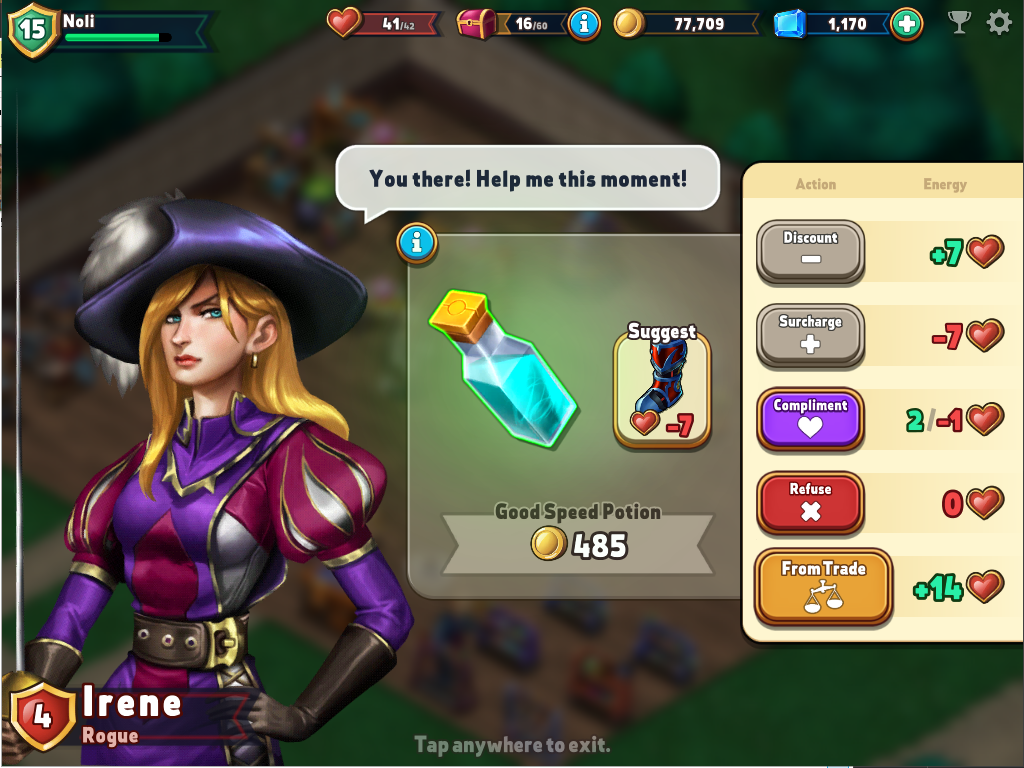 15
Noli
41/42
16/60
i
77,709
1,170
You there! Help me this moment!
i
Suggest
-7
Good Speed Potion
485
Action Energy
Discount
+7
Surcharge
-7
Compliment
2/-1
Refuse
0
From Trade
+14
4
Irene
Rogue
Tap anywhere to exit.